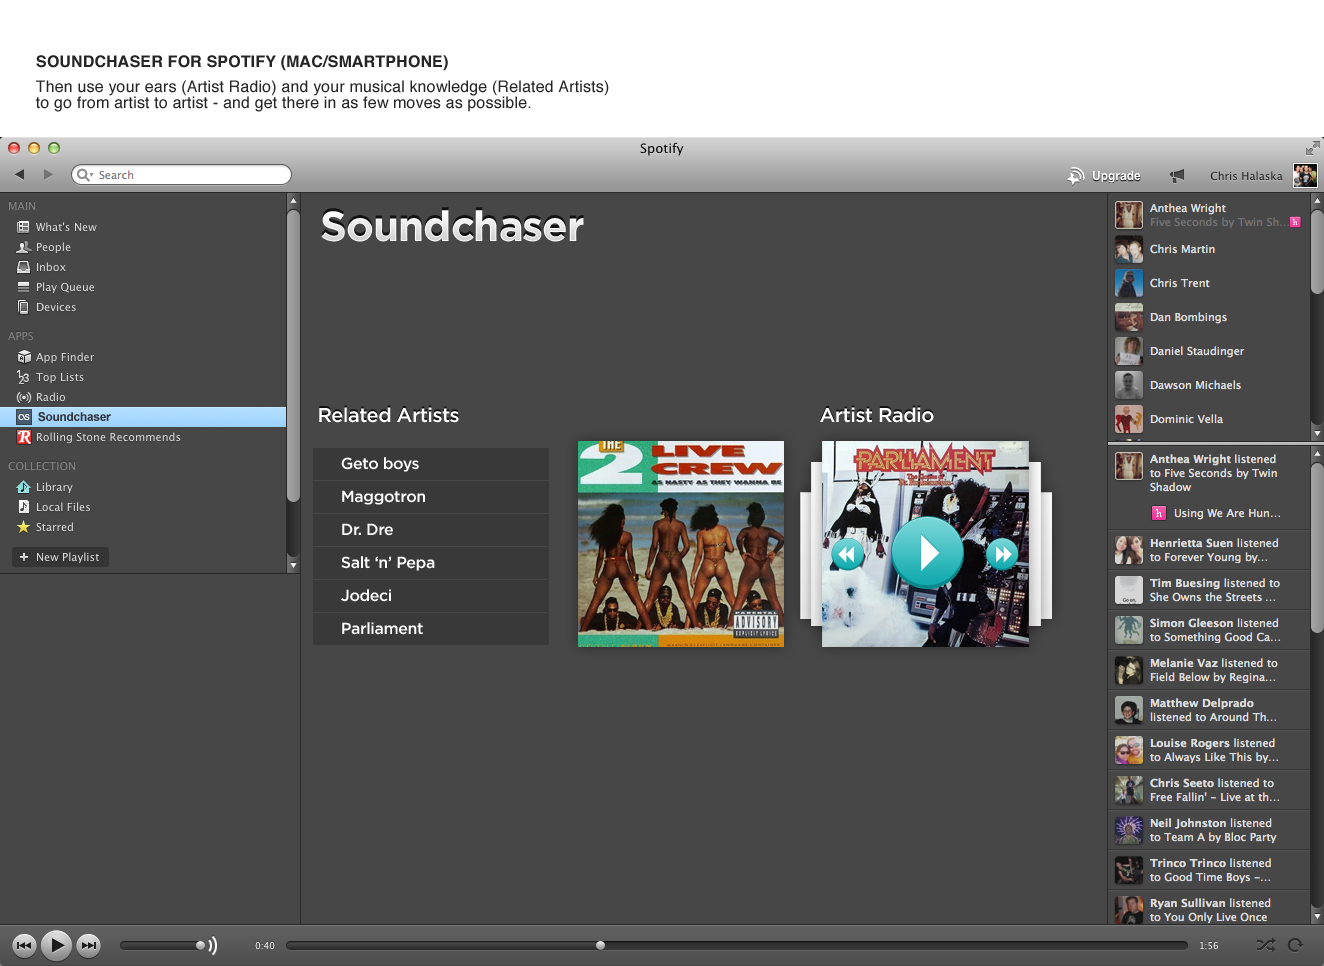 SOUNDCHASER FOR SPOTIFY (MAC/SMARTPHONE)
Then use your ears (Artist Radio) and your musical knowledge (Related Artists)
to go from artist to artist - and get there in as few moves as possible.
Spotify
Search
Upgrade
Chris Halaska
MAIN
What's New
People
Inbox
Play Queue
Devices
APPS
App Finder
Top Lists
Radio
Soundchaser
Rolling Stone Recommends
COLLECTION
Library
Local Files
Starred
+ New Playlist
Soundchaser
Related Artists
Geto boys
Maggotron
Dr. Dre
Salt ‘n’ Pepa
Jodeci
Parliament
THE
2 LIVE
CREW
AS NASTY AS THEY WANNA BE
PARENTAL
ADVISORY
EXPLICIT LYRICS
Artist Radio
PARLIAMENT
Anthea Wright
Five Seconds by Twin Sh...
h
Chris Martin
Chris Trent
Dan Bombings
Daniel Staudinger
Dawson Michaels
Dominic Vella
Anthea Wright listened
to Five Seconds by Twin
Shadow
h Using We Are Hun...
Henrietta Suen listened
to Forever Young by...
Tim Buesing listened to
She Owns the Streets ...
Simon Gleeson listened
to Something Good Ca...
Melanie Vaz listened to
Field Below by Regina...
Matthew Delprado
listened to Around Th...
Louise Rogers listened
to Always Like This by...
Chris Seeto listened to
Free Fallin' – Live at th...
Neil Johnston listened
to Team A by Bloc Party
Trinco Trinco listened
to Good Time Boys –...
Ryan Sullivan listened
to You Only Live Once
0:40
1:56